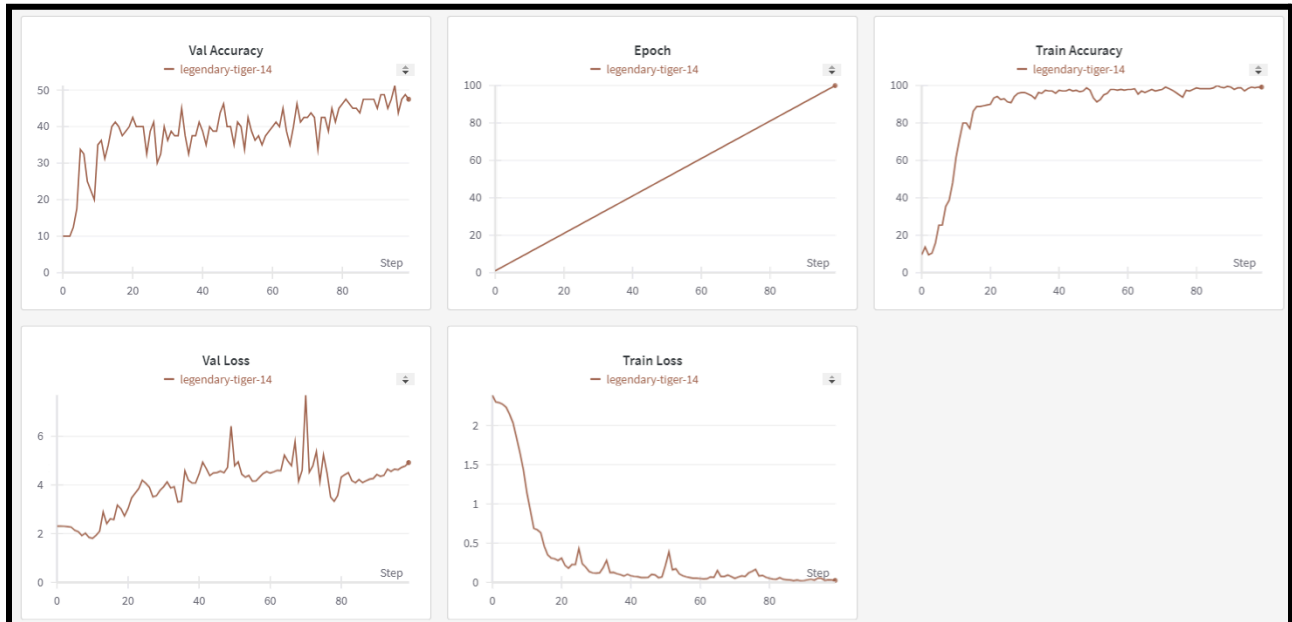 Val Accuracy
legendary-tiger-14
50
40
30
20
10
0
Step
0 20 40 60 80
Epoch
legendary-tiger-14
100
80
60
40
20
0
Step
0 20 40 60 80
Train Accuracy
legendary-tiger-14
100
80
60
40
20
0
Step
0 20 40 60 80
Val Loss
legendary-tiger-14
6
4
2
0
Step
0 20 40 60 80
Train Loss
legendary-tiger-14
2
1.5
1
0.5
0
Step
0 20 40 60 80